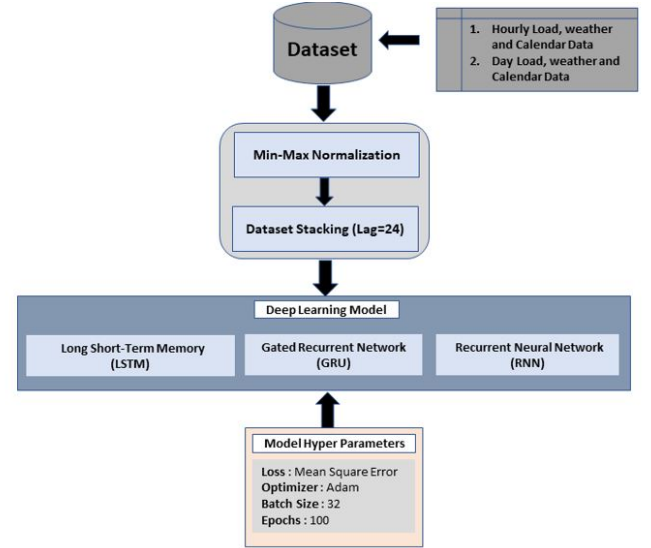 Dataset
1. Hourly Load, weather
and Calendar Data
2. Day Load, weather and
Calendar Data
Min-Max Normalization
Dataset Stacking (Lag=24)
Deep Learning Model
Long Short-Term Memory
(LSTM)
Gated Recurrent Network
(GRU)
Recurrent Neural Network
(RNN)
Model Hyper Parameters
Loss : Mean Square Error
Optimizer : Adam
Batch Size : 32
Epochs : 100